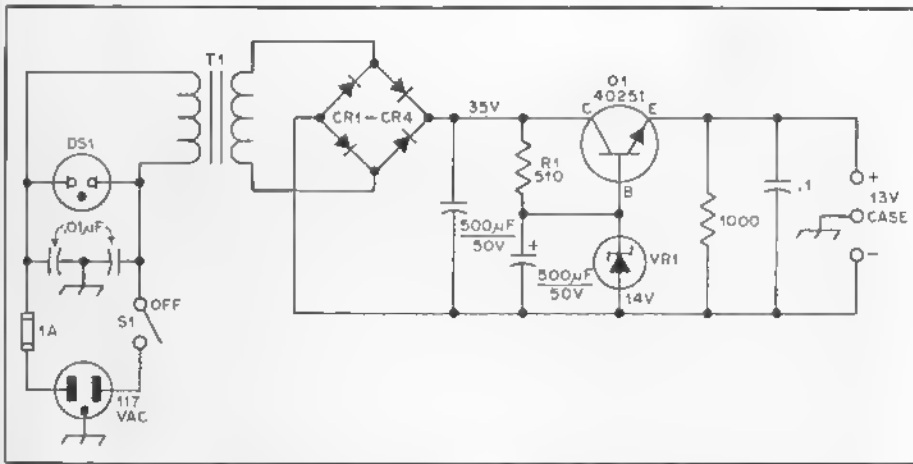 T1
DS1
.01µF
1A
OFF
S1
117
VAC
CR1–CR4
35V
Q1
40251
C
E
B
R1
510
500µF
50V
+
500µF
50V
VR1
14V
1000
.1
+
13V
CASE
-